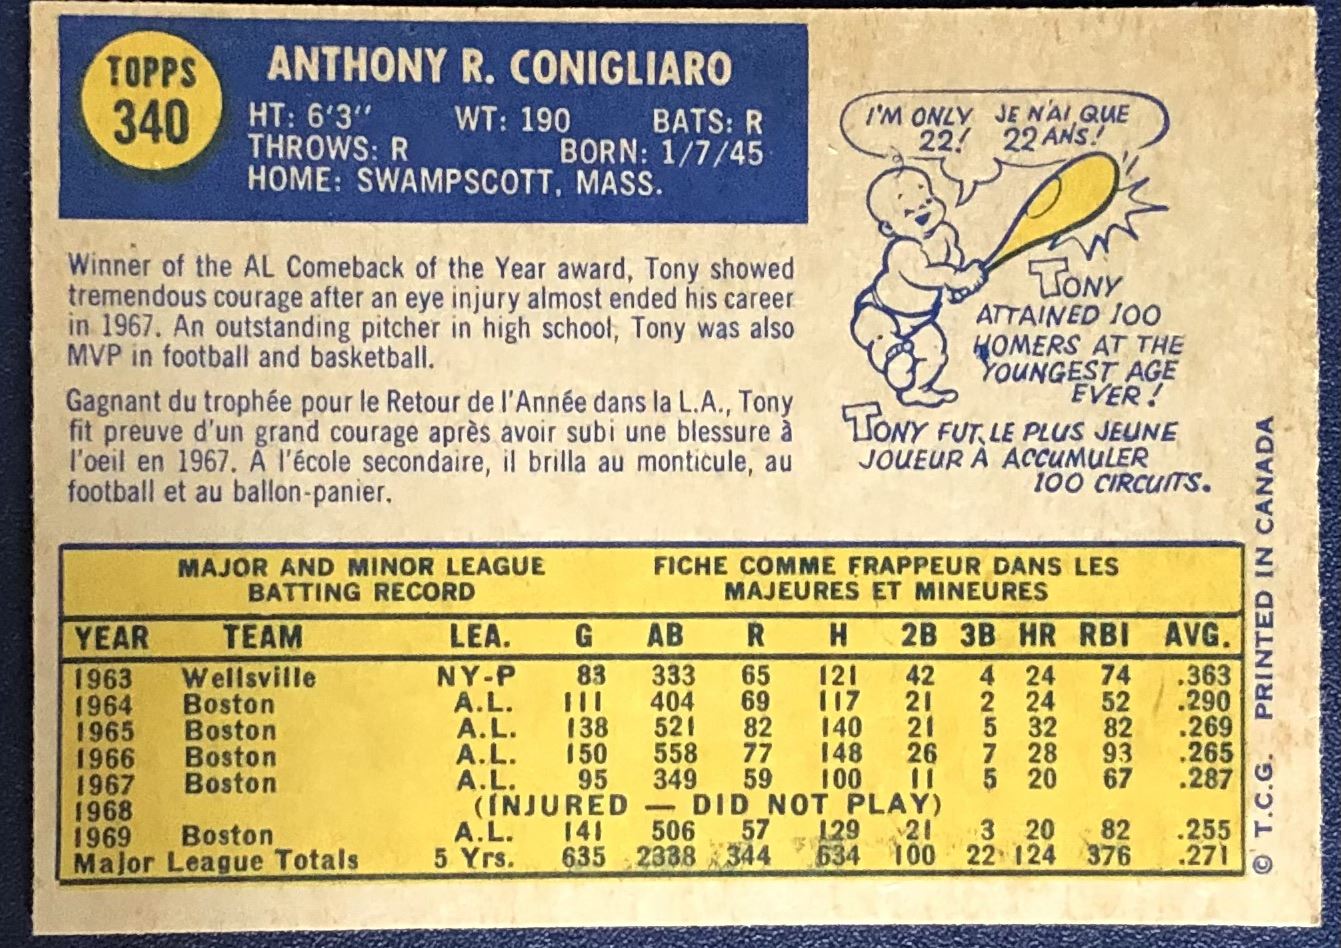 TOPPS
340
ANTHONY R. CONIGLIARO
HT: 6'3" WT: 190 BATS: R
THROWS: R BORN: 1/7/45
HOME: SWAMPSCOTT, MASS.
I'M ONLY 22!
JE N'AI QUE 22 ANS!
Winner of the AL Comeback of the Year award, Tony showed
tremendous courage after an eye injury almost ended his career
in 1967. An outstanding pitcher in high school, Tony was also
MVP in football and basketball.
Gagnant du trophée pour le Retour de l'Année dans la L.A., Tony
fit preuve d'un grand courage après avoir subi une blessure à
l'oeil en 1967. A l'école secondaire, il brilla au monticule, au
football et au ballon-panier.
TONY
ATTAINED 100
HOMERS AT THE
YOUNGEST AGE
EVER!
TONY FUT LE PLUS JEUNE
JOUEUR À ACCUMULER
100 CIRCUITS.
MAJOR AND MINOR LEAGUE
BATTING RECORD
FICHE COMME FRAPPEUR DANS LES
MAJEURES ET MINEURES
YEAR TEAM LEA. G AB R H 2B 3B HR RBI AVG.
1963 Wellsville NY-P 83 333 65 121 42 4 24 74 .363
1964 Boston A.L. 111 404 69 117 21 2 24 52 .290
1965 Boston A.L. 138 521 82 140 21 5 32 82 .269
1966 Boston A.L. 150 558 77 148 26 7 28 93 .265
1967 Boston A.L. 95 349 59 100 11 5 20 67 .287
1968 (INJURED — DID NOT PLAY)
1969 Boston A.L. 141 506 57 129 21 3 20 82 .255
Major League Totals 5 Yrs. 635 2338 344 634 100 22 124 376 .271
© T.C.G. PRINTED IN CANADA